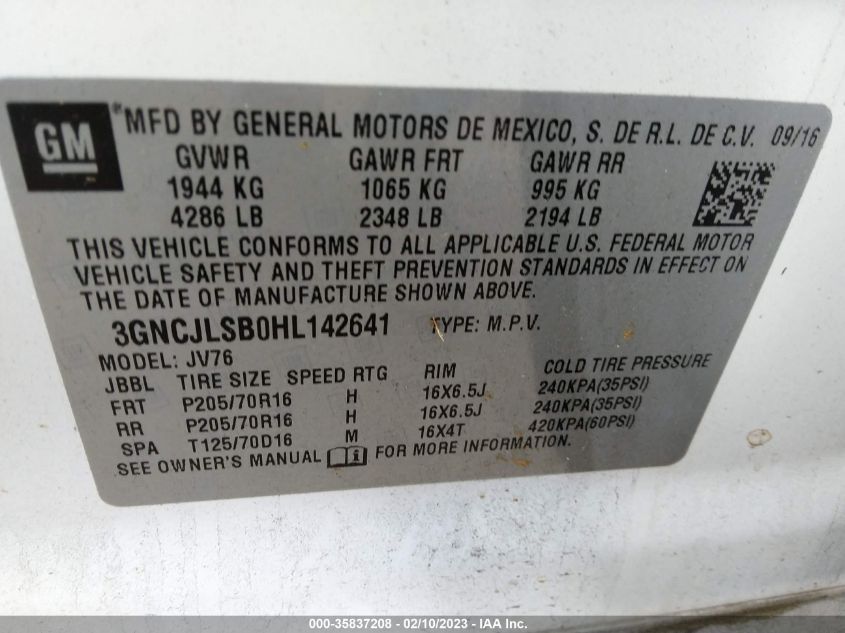 GM
*MFD BY GENERAL MOTORS DE MEXICO, S. DE R.L. DE C.V. 09/16
GVWR GAWR FRT GAWR RR
1944 KG 1065 KG 995 KG
4286 LB 2348 LB 2194 LB
THIS VEHICLE CONFORMS TO ALL APPLICABLE U.S. FEDERAL MOTOR
VEHICLE SAFETY AND THEFT PREVENTION STANDARDS IN EFFECT ON
THE DATE OF MANUFACTURE SHOWN ABOVE.
3GNCJLSB0HL142641 TYPE: M.P.V.
MODEL: JV76
JBBL TIRE SIZE SPEED RTG RIM COLD TIRE PRESSURE
FRT P205/70R16 H 16X6.5J 240KPA(35PSI)
RR P205/70R16 H 16X6.5J 240KPA(35PSI)
SPA T125/70D16 M 16X4T 420KPA(60PSI)
SEE OWNER'S MANUAL FOR MORE INFORMATION.
000-35837208 - 02/10/2023 - IAA Inc.